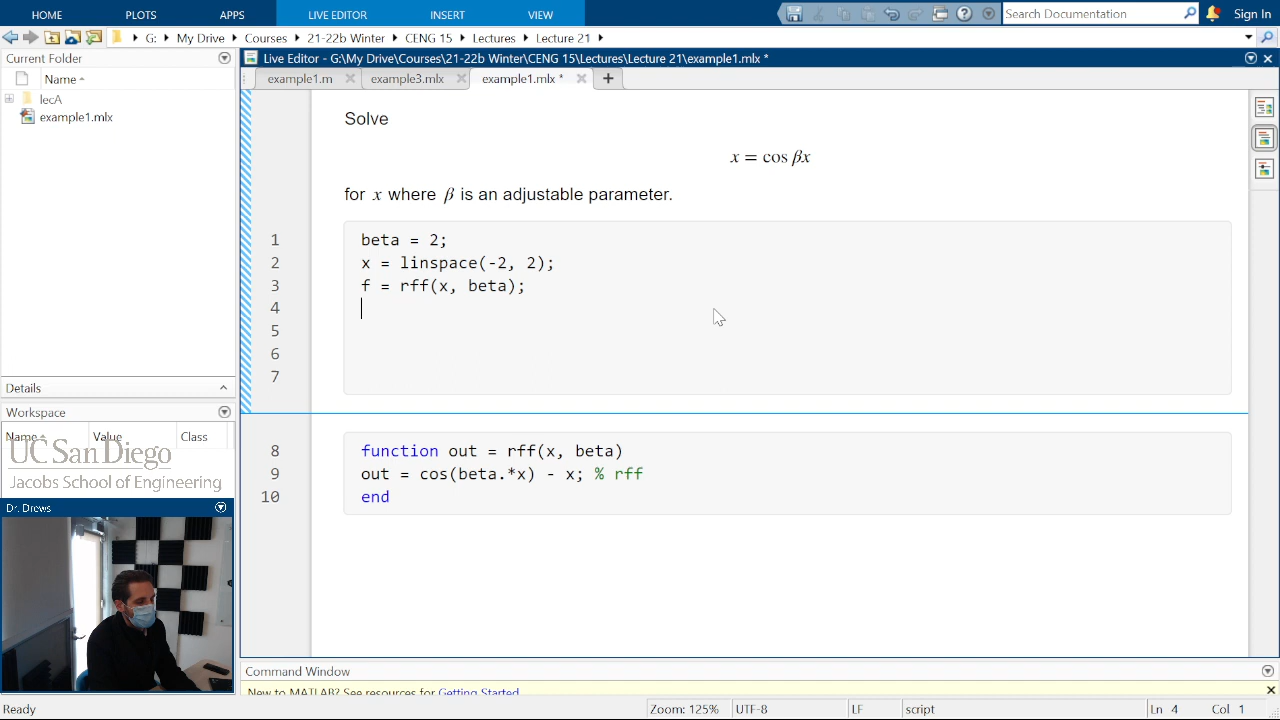 HOME PLOTS APPS LIVE EDITOR INSERT VIEW Search Documentation Sign In
G: My Drive Courses 21-22b Winter CENG 15 Lectures Lecture 21
Current Folder
Live Editor - G:\My Drive\Courses\21-22b Winter\CENG 15\Lectures\Lecture 21\example1.mlx *
Name
example1.m example3.mlx example1.mlx *
lecA
example1.mlx
Solve
x = cos βx
for x where β is an adjustable parameter.
1 beta = 2;
2 x = linspace(-2, 2);
3 f = rff(x, beta);
4
5
6
7
Details
Workspace
Name Value Class
UC San Diego
Jacobs School of Engineering
8 function out = rff(x, beta)
9 out = cos(beta.*x) - x; % rff
10 end
Dr. Drews
Command Window
New to MATLAB? See resources for Getting Started
Ready Zoom: 125% UTF-8 LF script Ln 4 Col 1